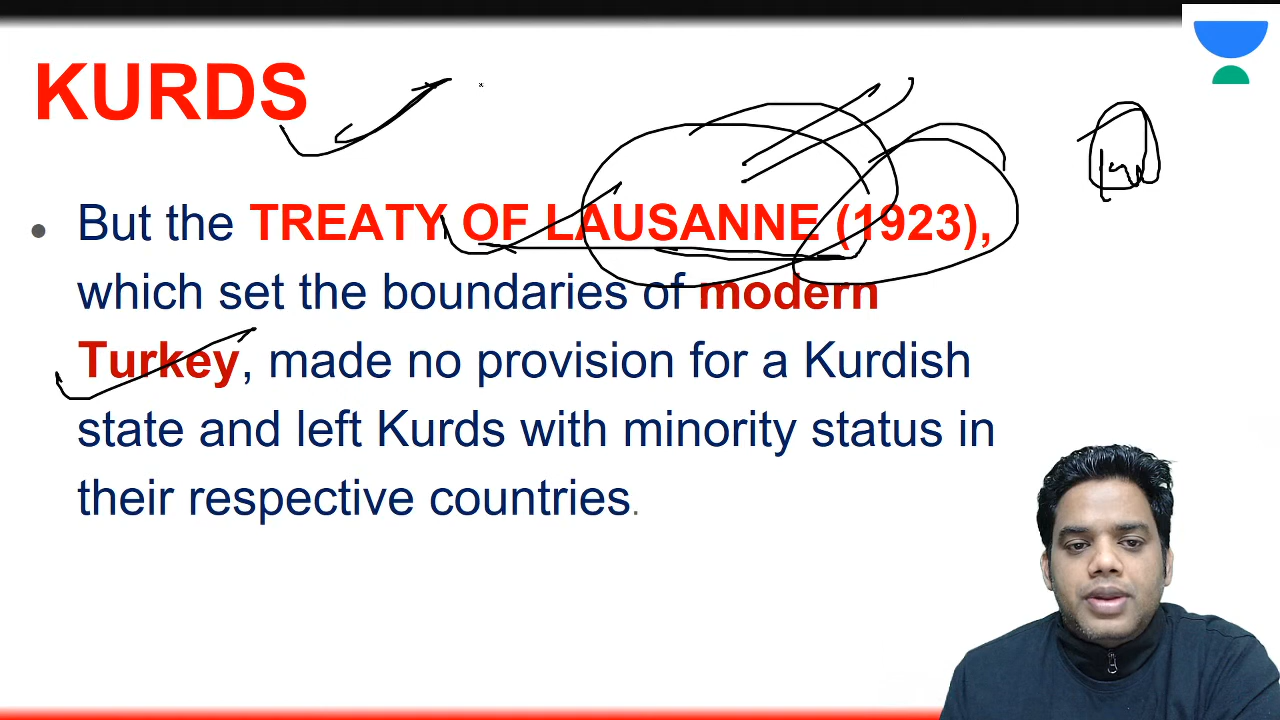 KURDS
• But the TREATY OF LAUSANNE (1923),
which set the boundaries of modern
Turkey, made no provision for a Kurdish
state and left Kurds with minority status in
their respective countries.